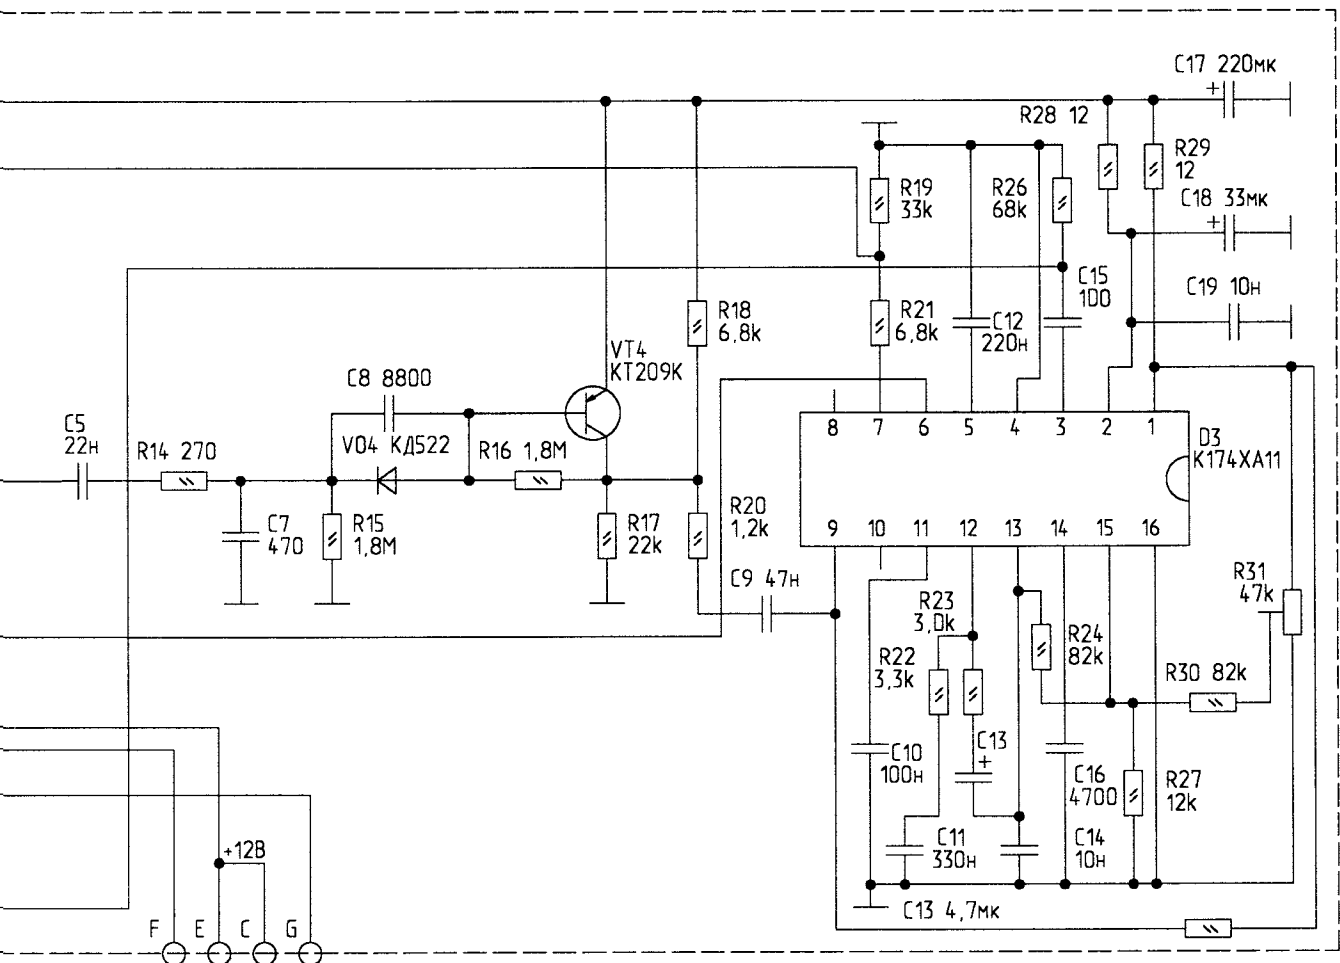 C17 220мк
+
R28 12
R29
12
C18 33мк
+
R19
33k
R26
68k
C19 10н
C15
100
R18
6,8k
R21
6,8k
C12
220н
VT4
КТ209К
C8 8800
C5
22н
R14 270
V04 КД522
R16 1,8М
8 7 6 5 4 3 2 1
D3
К174ХА11
9 10 11 12 13 14 15 16
C7
470
R15
1,8М
R17
22k
R20
1,2k
C9 47н
R23
3,0k
R31
47k
R22
3,3k
R24
82k
R30 82k
C10
100н
C13
+
C16
4700
R27
12k
C11
330н
C14
10н
+12В
C13 4,7мк
F E C G